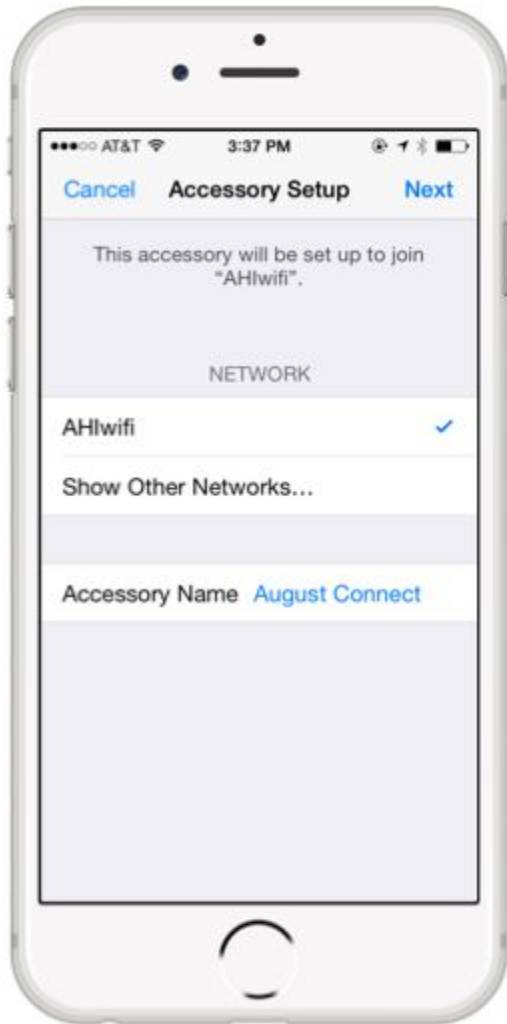 AT&T 3:37 PM
Cancel Accessory Setup Next
This accessory will be set up to join
“AHIwifi”.
NETWORK
AHIwifi
Show Other Networks...
Accessory Name August Connect